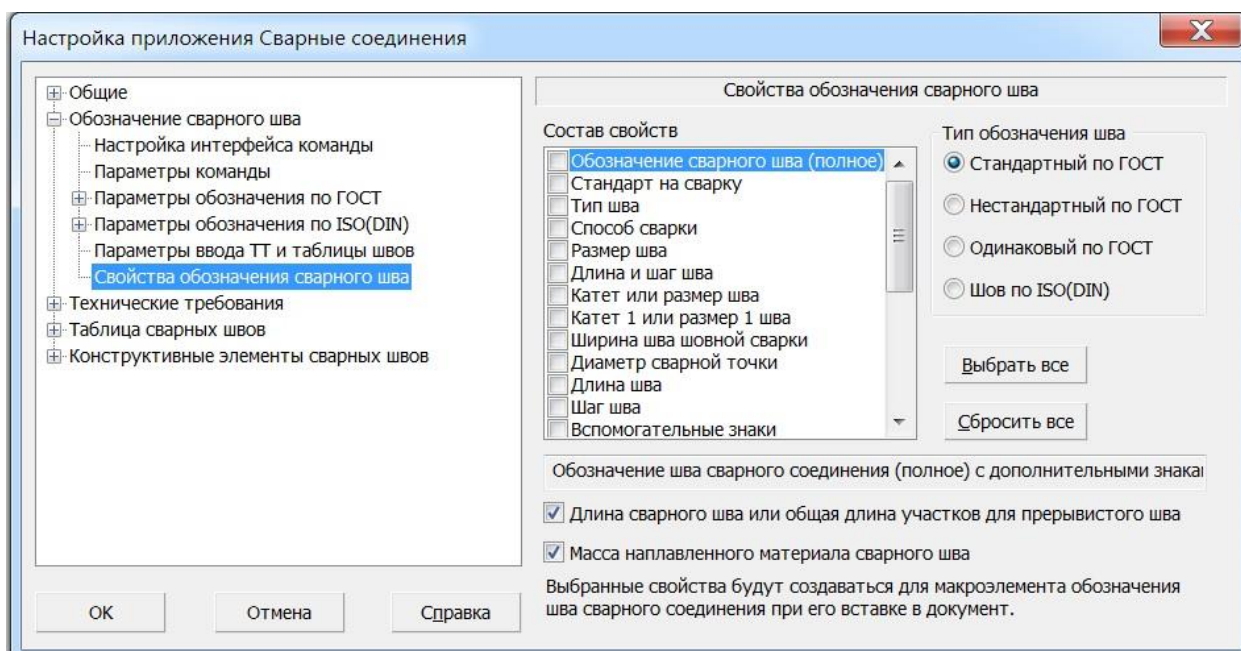 Настройка приложения Сварные соединения
Общие
Обозначение сварного шва
Настройка интерфейса команды
Параметры команды
Параметры обозначения по ГОСТ
Параметры обозначения по ISO(DIN)
Параметры ввода ТТ и таблицы швов
Свойства обозначения сварного шва
Технические требования
Таблица сварных швов
Конструктивные элементы сварных швов
Свойства обозначения сварного шва
Состав свойств
Обозначение сварного шва (полное)
Стандарт на сварку
Тип шва
Способ сварки
Размер шва
Длина и шаг шва
Катет или размер шва
Катет 1 или размер 1 шва
Ширина шва шовной сварки
Диаметр сварной точки
Длина шва
Шаг шва
Вспомогательные знаки
Тип обозначения шва
Стандартный по ГОСТ
Нестандартный по ГОСТ
Одинаковый по ГОСТ
Шов по ISO(DIN)
Выбрать все
Сбросить все
Обозначение шва сварного соединения (полное) с дополнительными знака
Длина сварного шва или общая длина участков для прерывистого шва
Масса наплавленного материала сварного шва
Выбранные свойства будут создаваться для макроэлемента обозначения
шва сварного соединения при его вставке в документ.
ОК
Отмена
Справка